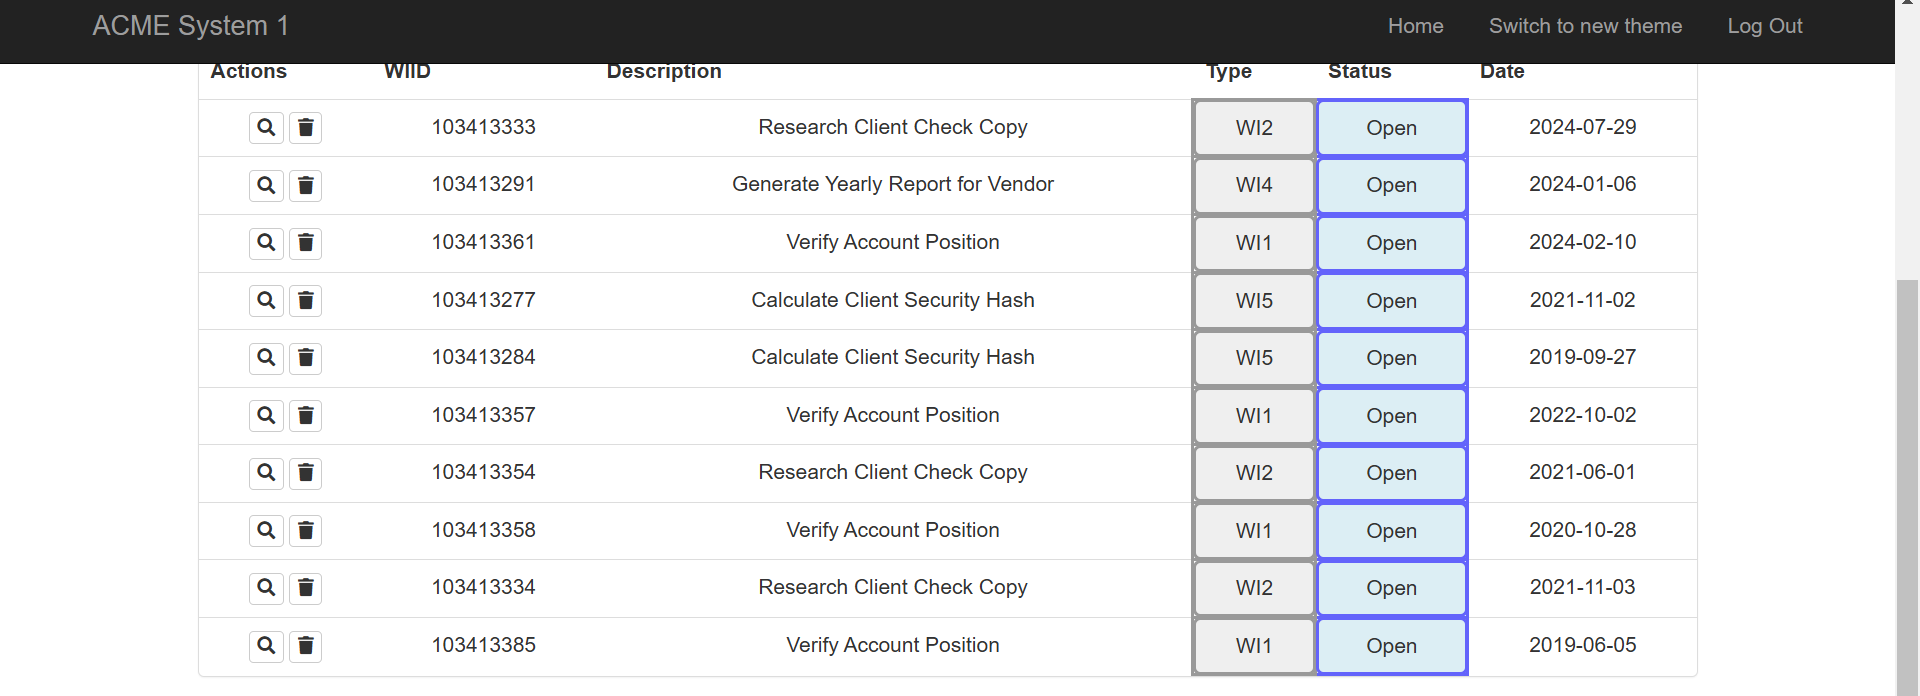 ACME System 1 Home Switch to new theme Log Out
Actions WIID Description Type Status Date
103413333 Research Client Check Copy WI2 Open 2024-07-29
103413291 Generate Yearly Report for Vendor WI4 Open 2024-01-06
103413361 Verify Account Position WI1 Open 2024-02-10
103413277 Calculate Client Security Hash WI5 Open 2021-11-02
103413284 Calculate Client Security Hash WI5 Open 2019-09-27
103413357 Verify Account Position WI1 Open 2022-10-02
103413354 Research Client Check Copy WI2 Open 2021-06-01
103413358 Verify Account Position WI1 Open 2020-10-28
103413334 Research Client Check Copy WI2 Open 2021-11-03
103413385 Verify Account Position WI1 Open 2019-06-05